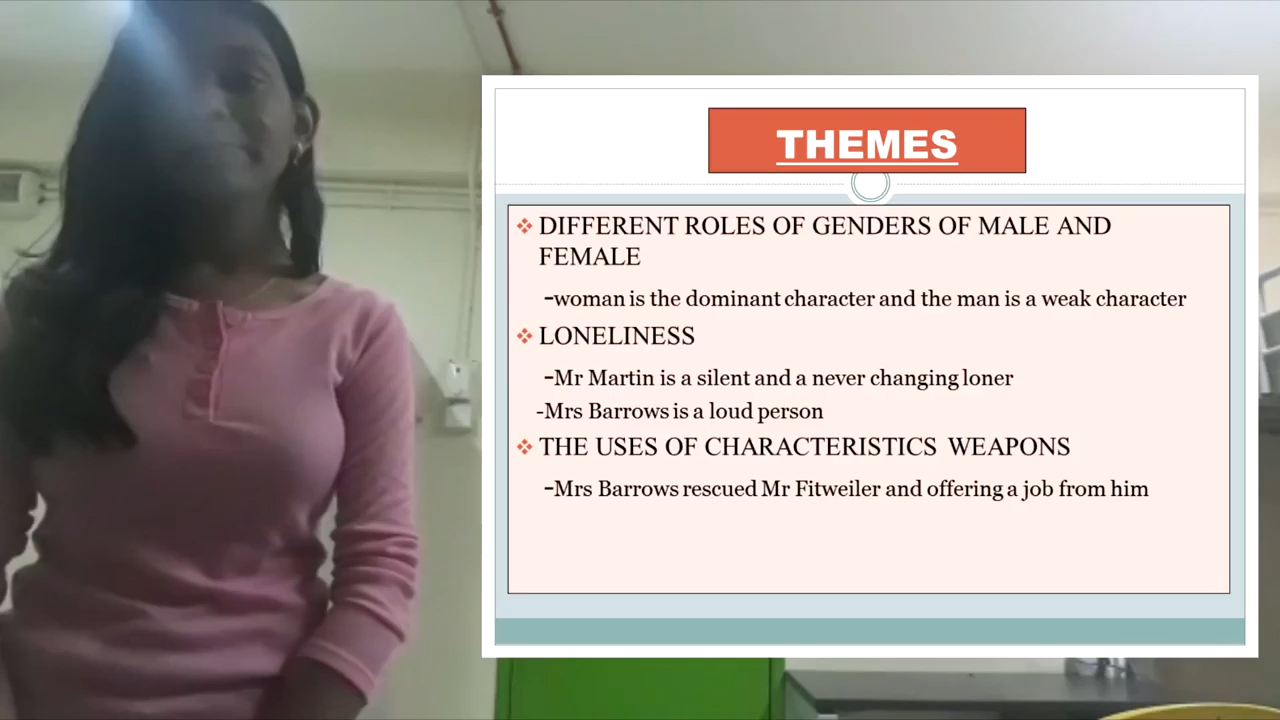 THEMES
❖ DIFFERENT ROLES OF GENDERS OF MALE AND
FEMALE
-woman is the dominant character and the man is a weak character
❖ LONELINESS
-Mr Martin is a silent and a never changing loner
-Mrs Barrows is a loud person
❖ THE USES OF CHARACTERISTICS WEAPONS
-Mrs Barrows rescued Mr Fitweiler and offering a job from him